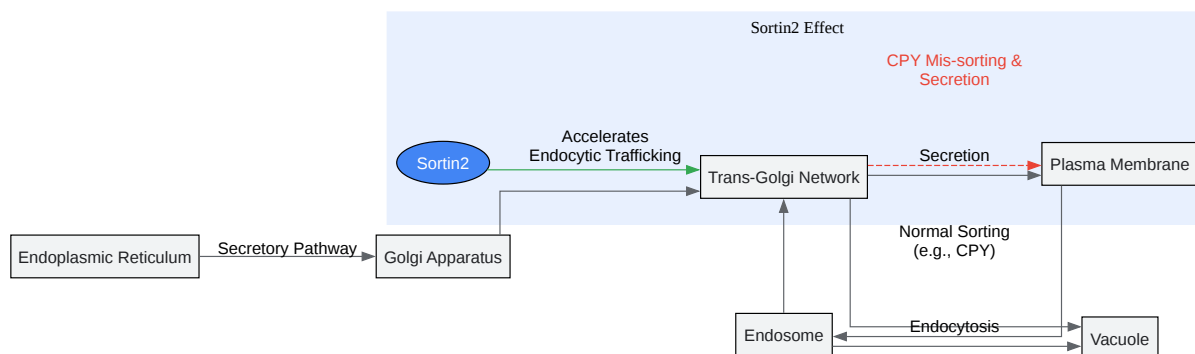 Sortin2 Effect
CPY Mis-sorting &
Secretion
Accelerates
Endocytic Trafficking
Sortin2
Secretion
Trans-Golgi Network
Plasma Membrane
Endoplasmic Reticulum
Secretory Pathway
Golgi Apparatus
Normal Sorting
(e.g., CPY)
Endosome
Endocytosis
Vacuole